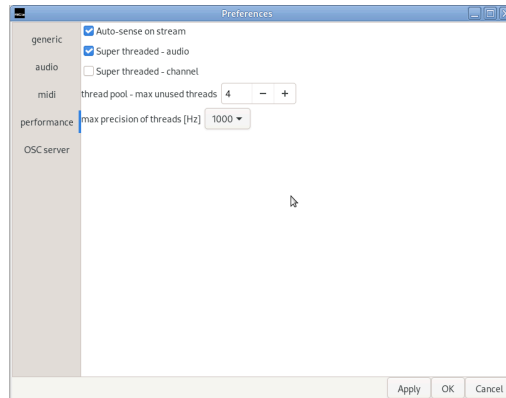 Preferences
generic
audio
midi
performance
OSC server
Auto-sense on stream
Super threaded - audio
Super threaded - channel
thread pool - max unused threads 4 − +
max precision of threads [Hz] 1000
Apply OK Cancel